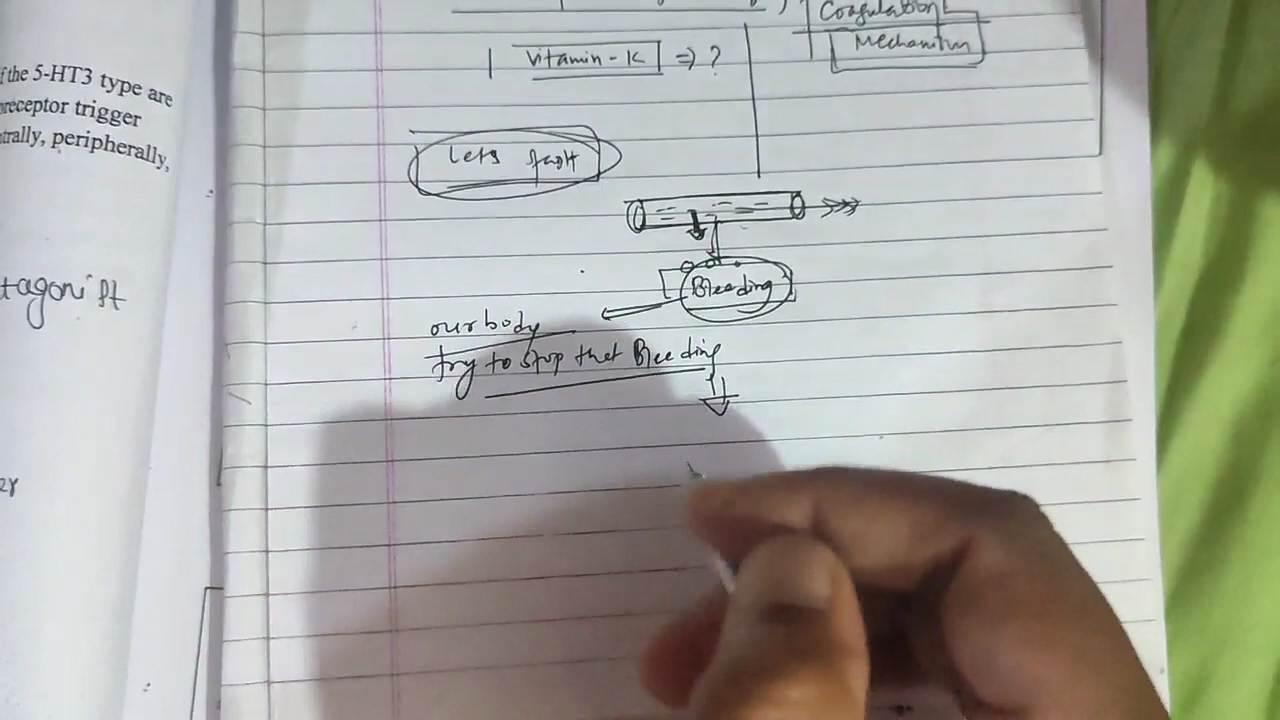 Coagulation
Mechanism
Vitamin-K => ?
f the 5-HT3 type are
receptor trigger
trally, peripherally,
Lets
tagonist
Bleeding
our body
try to stop that Bleeding